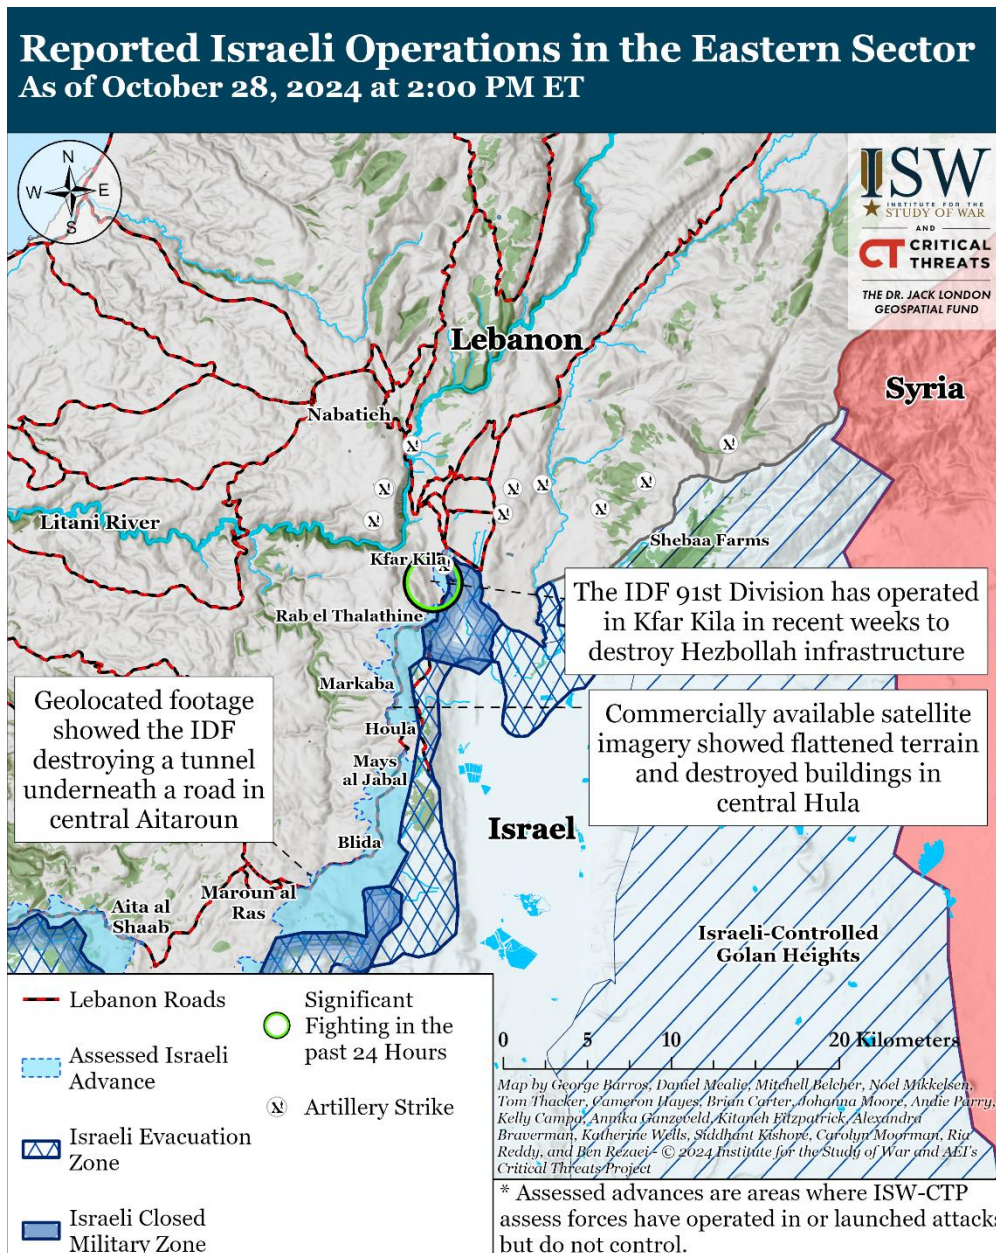 Reported Israeli Operations in the Eastern Sector
As of October 28, 2024 at 2:00 PM ET
N
W
E
S
ISW
INSTITUTE FOR THE
STUDY OF WAR
AND
CT CRITICAL
THREATS
THE DR. JACK LONDON
GEOSPATIAL FUND
Lebanon
Syria
Nabatieh
Litani River
Shebaa Farms
Kfar Kila
Rab el Thalathine
The IDF 91st Division has operated
in Kfar Kila in recent weeks to
destroy Hezbollah infrastructure
Markaba
Geolocated footage
showed the IDF
destroying a tunnel
underneath a road in
central Aitaroun
Houla
Commercially available satellite
imagery showed flattened terrain
and destroyed buildings in
central Hula
Mays
al Jabal
Israel
Blida
Maroun al
Ras
Aita al
Shaab
Israeli-Controlled
Golan Heights
Lebanon Roads
Assessed Israeli
Advance
Israeli Evacuation
Zone
Israeli Closed
Military Zone
Significant
Fighting in the
past 24 Hours
Artillery Strike
0 5 10 20 Kilometers
Map by George Barros, Daniel Mealie, Mitchell Belcher, Noel Mikkelsen,
Tom Thacker, Cameron Hayes, Brian Carter, Johanna Moore, Andie Parry,
Kelly Campa, Annika Ganzeveld, Kitaneh Fitzpatrick, Alexandra
Braverman, Katherine Wells, Siddhant Kishore, Carolyn Moorman, Ria
Reddy, and Ben Rezaei - © 2024 Institute for the Study of War and AEI's
Critical Threats Project
* Assessed advances are areas where ISW-CTP
assess forces have operated in or launched attacks
but do not control.